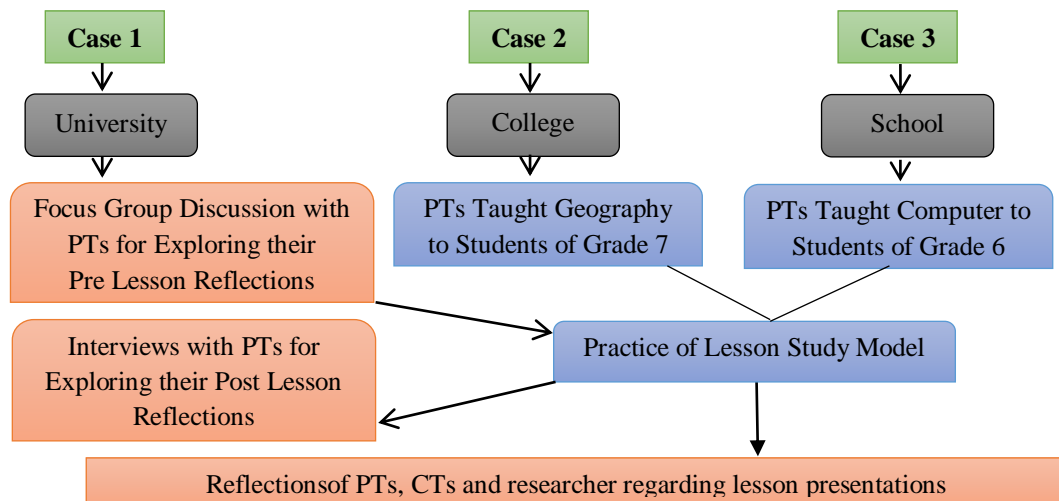 Case 1
Case 2
Case 3
University
College
School
Focus Group Discussion with
PTs for Exploring their
Pre Lesson Reflections
PTs Taught Geography
to Students of Grade 7
PTs Taught Computer to
Students of Grade 6
Interviews with PTs for
Exploring their Post Lesson
Reflections
Practice of Lesson Study Model
Reflectionsof PTs, CTs and researcher regarding lesson presentations